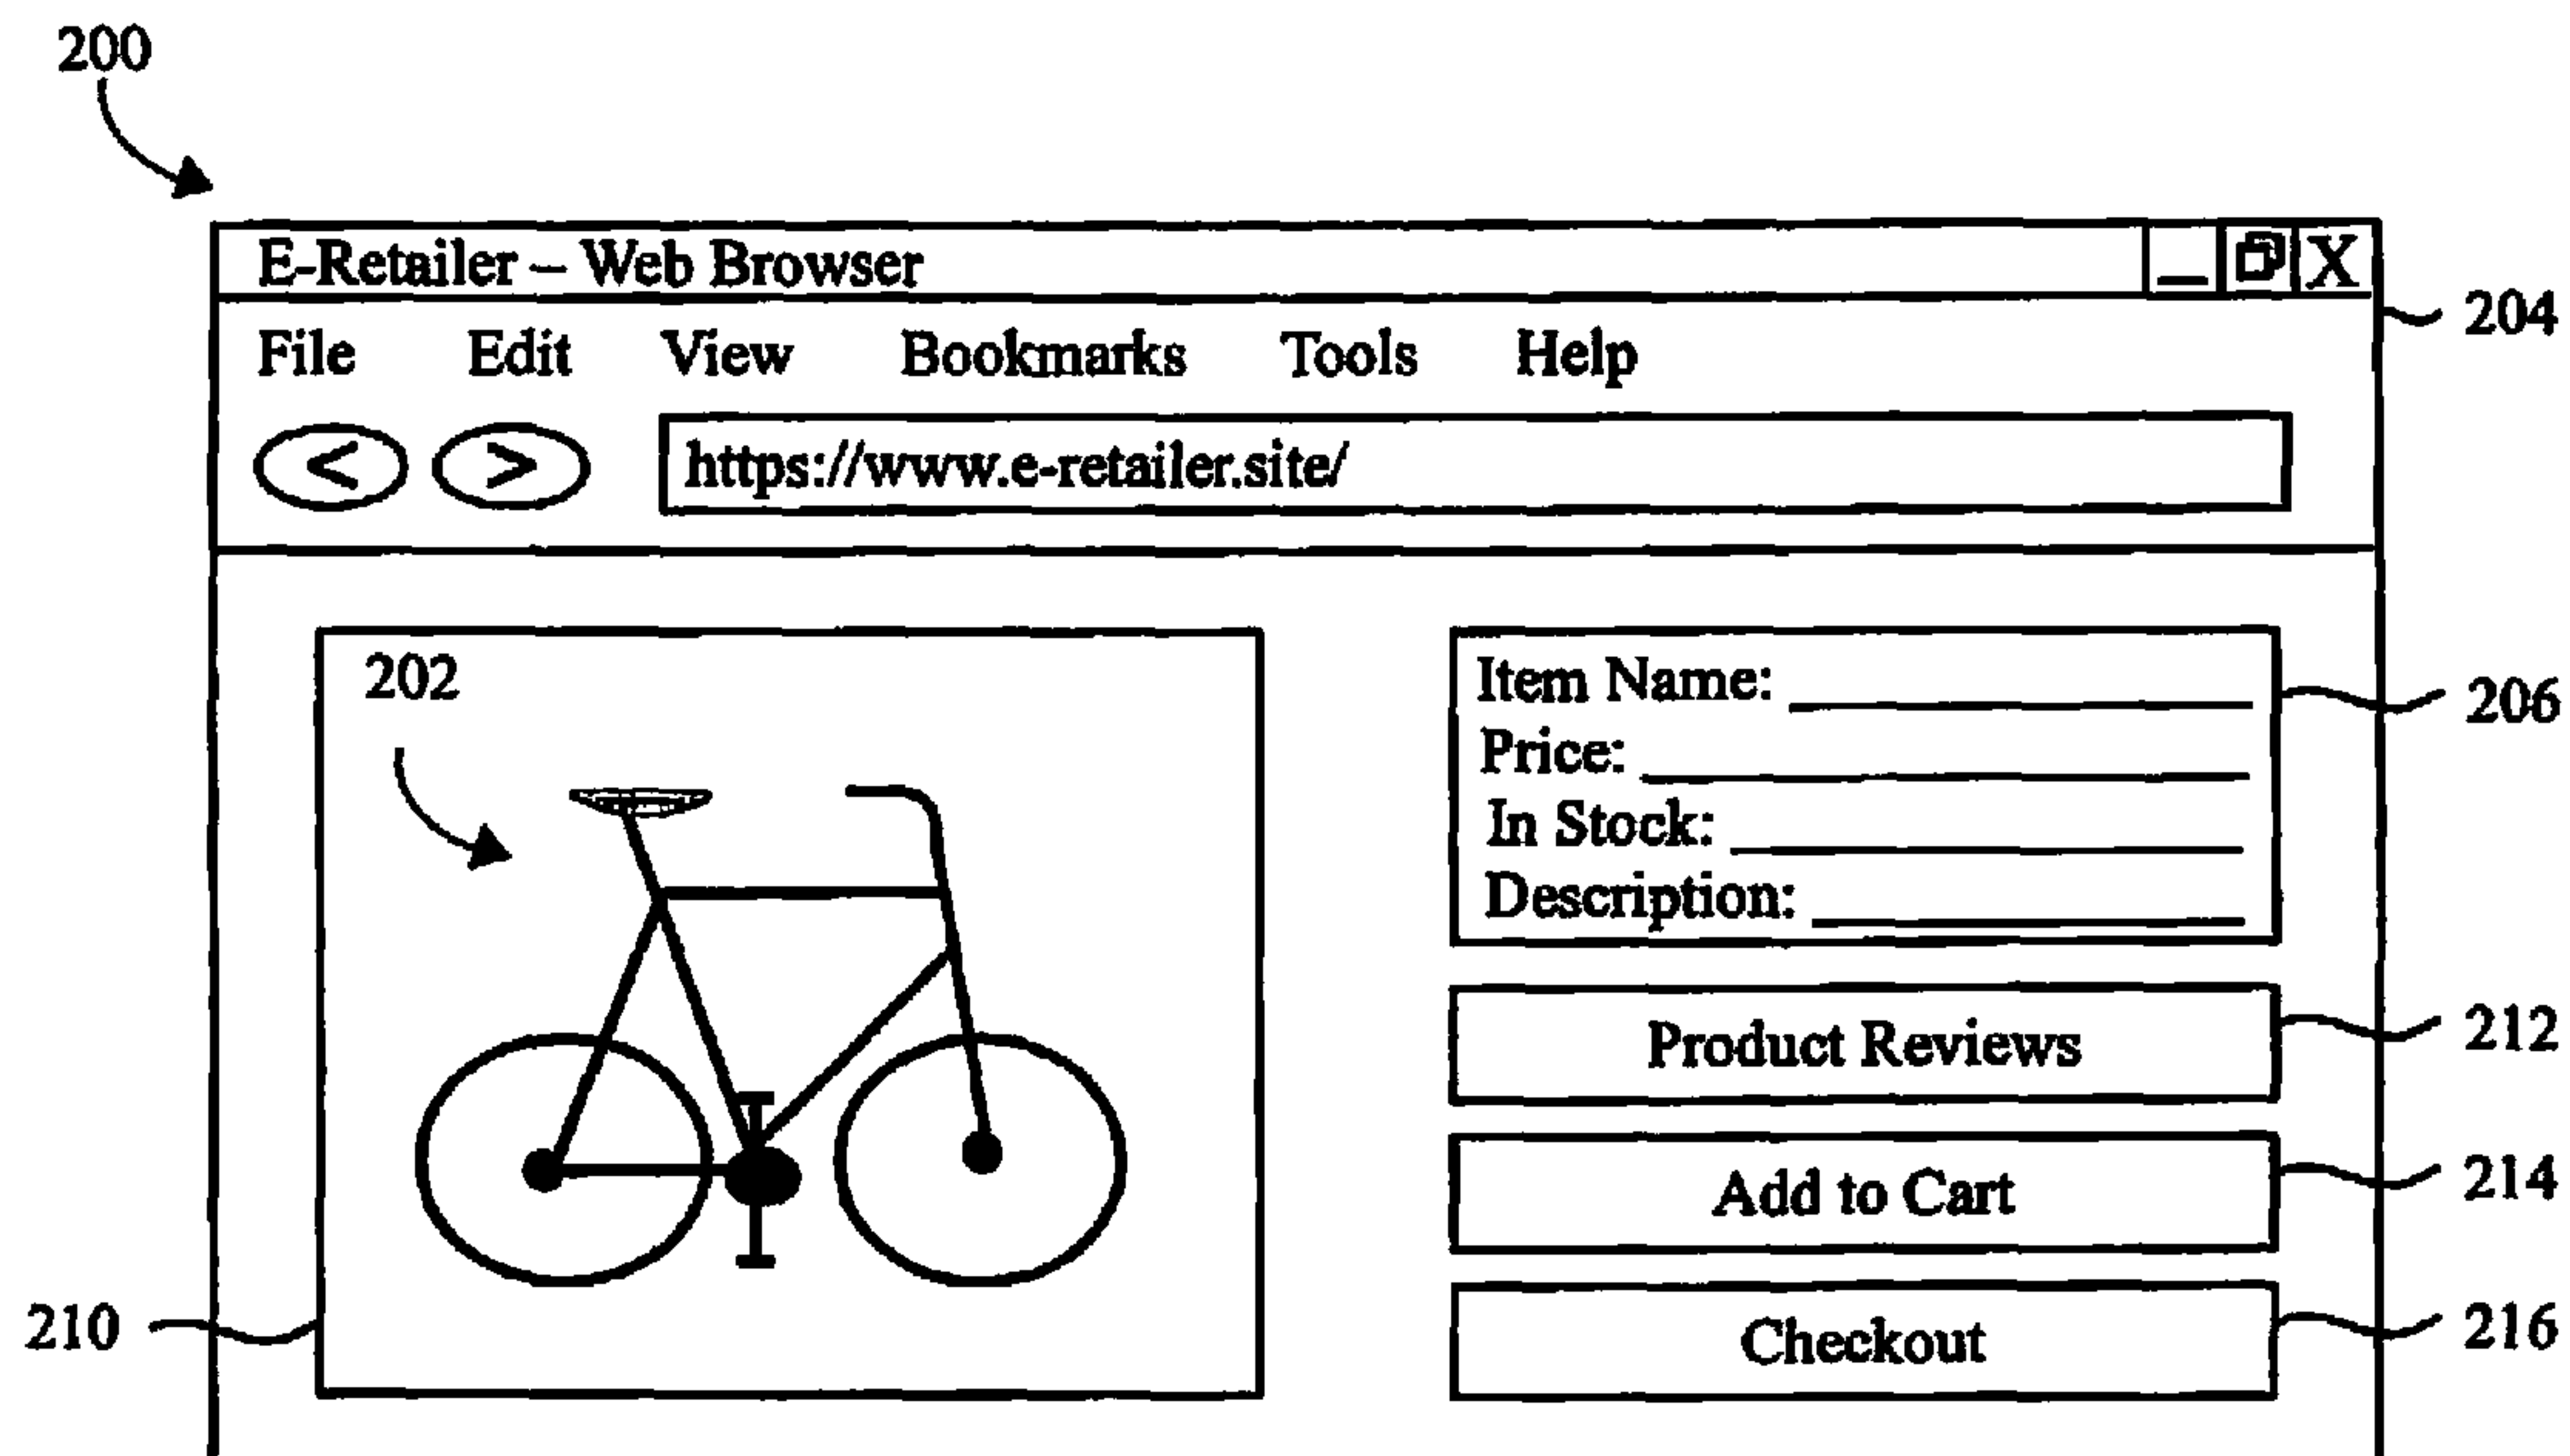 200
E-Retailer – Web Browser
204
File Edit View Bookmarks Tools Help
< > https://www.e-retailer.site/
202
Item Name:
206
Price:
In Stock:
Description:
Product Reviews
212
Add to Cart
214
210
Checkout
216